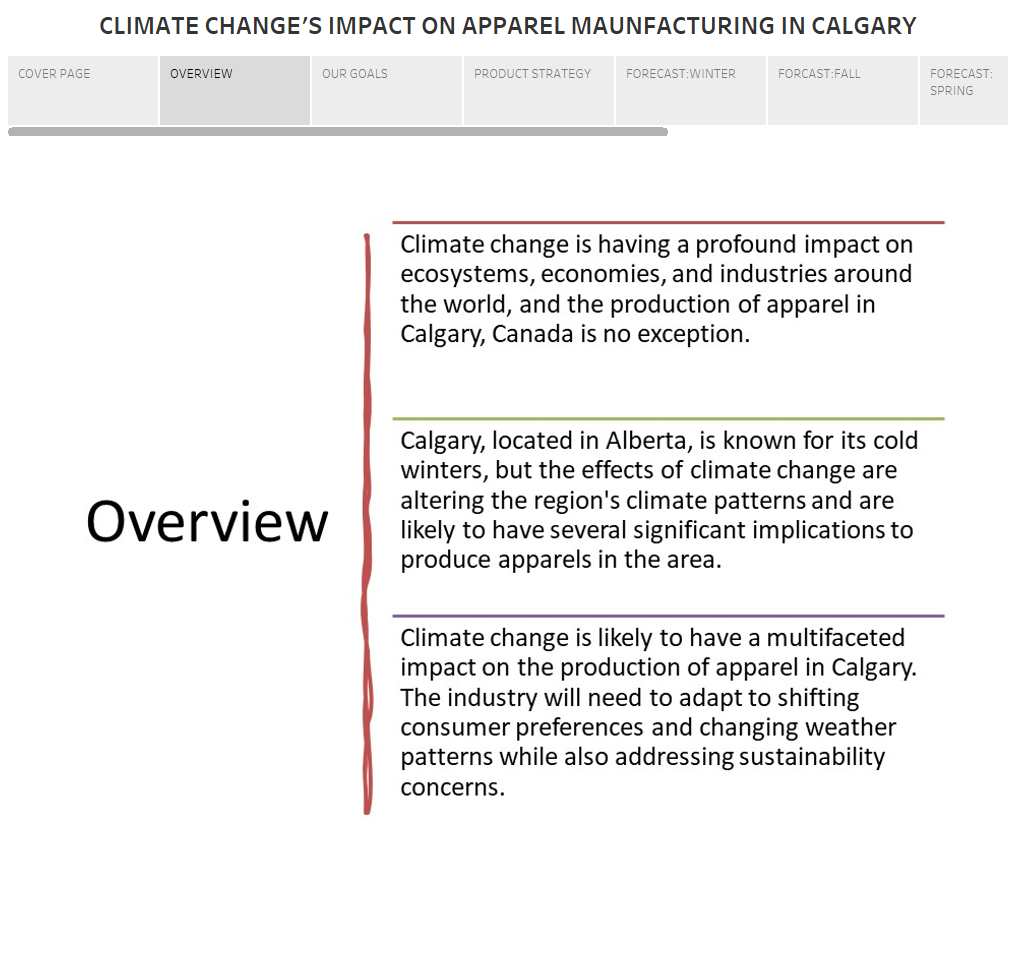 CLIMATE CHANGE’S IMPACT ON APPAREL MAUNFACTURING IN CALGARY
COVER PAGE
OVERVIEW
OUR GOALS
PRODUCT STRATEGY
FORECAST:WINTER
FORCAST:FALL
FORECAST:
SPRING
Overview
Climate change is having a profound impact on
ecosystems, economies, and industries around
the world, and the production of apparel in
Calgary, Canada is no exception.
Calgary, located in Alberta, is known for its cold
winters, but the effects of climate change are
altering the region's climate patterns and are
likely to have several significant implications to
produce apparels in the area.
Climate change is likely to have a multifaceted
impact on the production of apparel in Calgary.
The industry will need to adapt to shifting
consumer preferences and changing weather
patterns while also addressing sustainability
concerns.